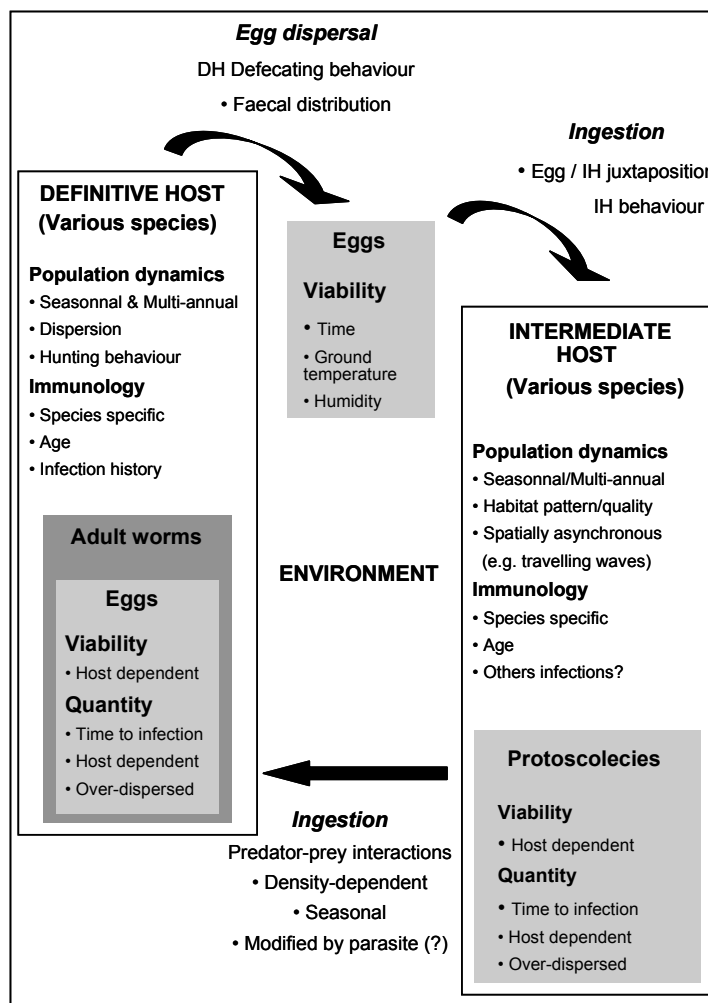 Egg dispersal
DH Defecating behaviour
• Faecal distribution
Ingestion
• Egg / IH juxtaposition
IH behaviour
DEFINITIVE HOST
(Various species)
Population dynamics
• Seasonnal & Multi-annual
• Dispersion
• Hunting behaviour
Immunology
• Species specific
• Age
• Infection history
Adult worms
Eggs
Viability
• Host dependent
Quantity
• Time to infection
• Host dependent
• Over-dispersed
Eggs
Viability
• Time
• Ground
temperature
• Humidity
ENVIRONMENT
INTERMEDIATE
HOST
(Various species)
Population dynamics
• Seasonnal/Multi-annual
• Habitat pattern/quality
• Spatially asynchronous
(e.g. travelling waves)
Immunology
• Species specific
• Age
• Others infections?
Protoscolecies
Viability
• Host dependent
Quantity
• Time to infection
• Host dependent
• Over-dispersed
Ingestion
Predator-prey interactions
• Density-dependent
• Seasonal
• Modified by parasite (?)